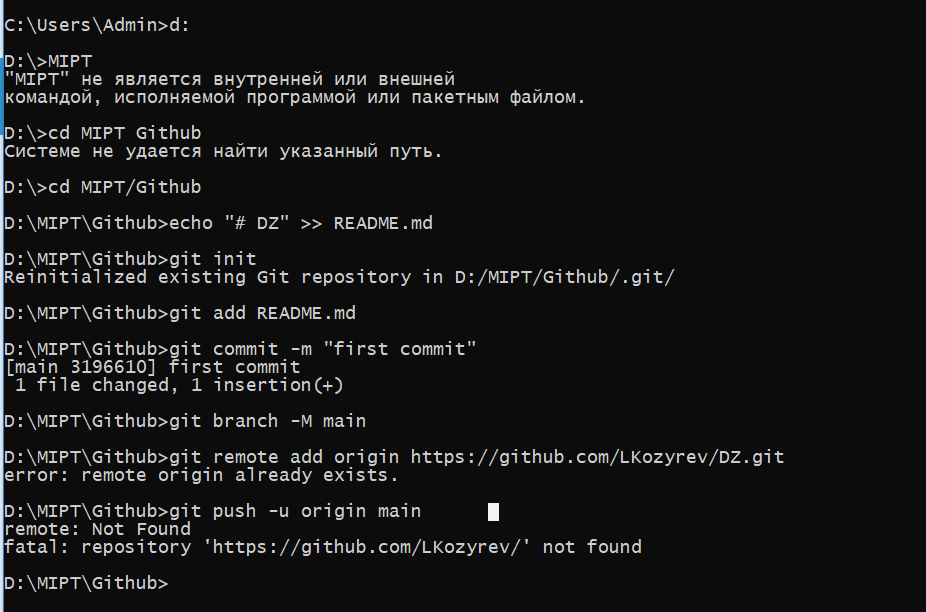 C:\Users\Admin>d:
D:\>MIPT
"MIPT" не является внутренней или внешней
командой, исполняемой программой или пакетным файлом.
D:\>cd MIPT Github
Системе не удается найти указанный путь.
D:\>cd MIPT/Github
D:\MIPT\Github>echo "# DZ" >> README.md
D:\MIPT\Github>git init
Reinitialized existing Git repository in D:/MIPT/Github/.git/
D:\MIPT\Github>git add README.md
D:\MIPT\Github>git commit -m "first commit"
[main 3196610] first commit
 1 file changed, 1 insertion(+)
D:\MIPT\Github>git branch -M main
D:\MIPT\Github>git remote add origin https://github.com/LKozyrev/DZ.git
error: remote origin already exists.
D:\MIPT\Github>git push -u origin main
remote: Not Found
fatal: repository 'https://github.com/LKozyrev/' not found
D:\MIPT\Github>